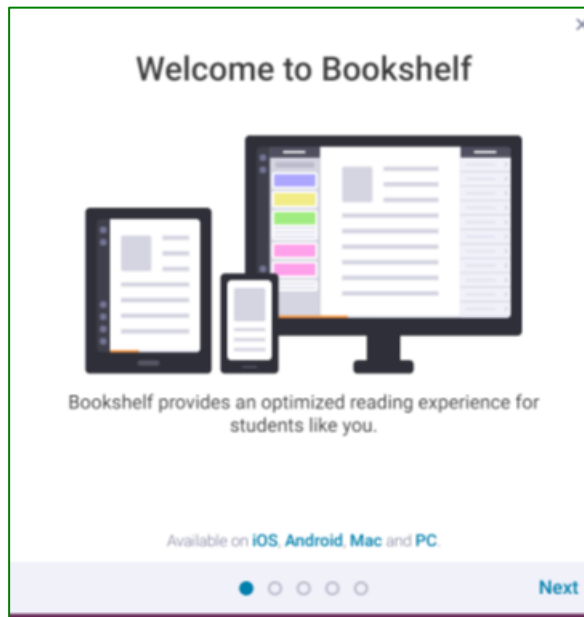 Welcome to Bookshelf
Bookshelf provides an optimized reading experience for
students like you.
Available on iOS, Android, Mac and PC.
Next